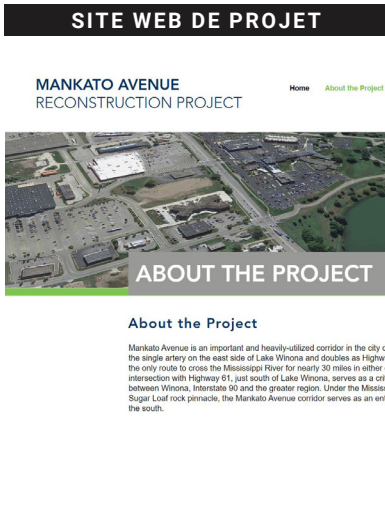 SITE WEB DE PROJET
MANKATO AVENUE
RECONSTRUCTION PROJECT
Home About the Project
ABOUT THE PROJECT
About the Project
Mankato Avenue is an important and heavily-utilized corridor in the city
the single artery on the east side of Lake Winona and doubles as
the only route to cross the Mississippi River for nearly 30 miles in either
intersection with Highway 61, just south of Lake Winona, serves as a
between Winona, Interstate 90 and the greater region. Under the
Sugar Loaf rock pinnacle, the Mankato Avenue corridor serves as an
the south.